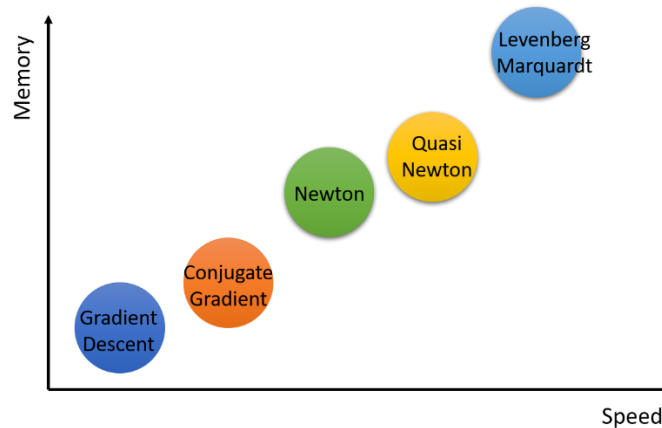 Memory
Levenberg
Marquardt
Quasi
Newton
Newton
Conjugate
Gradient
Gradient
Descent
Speed